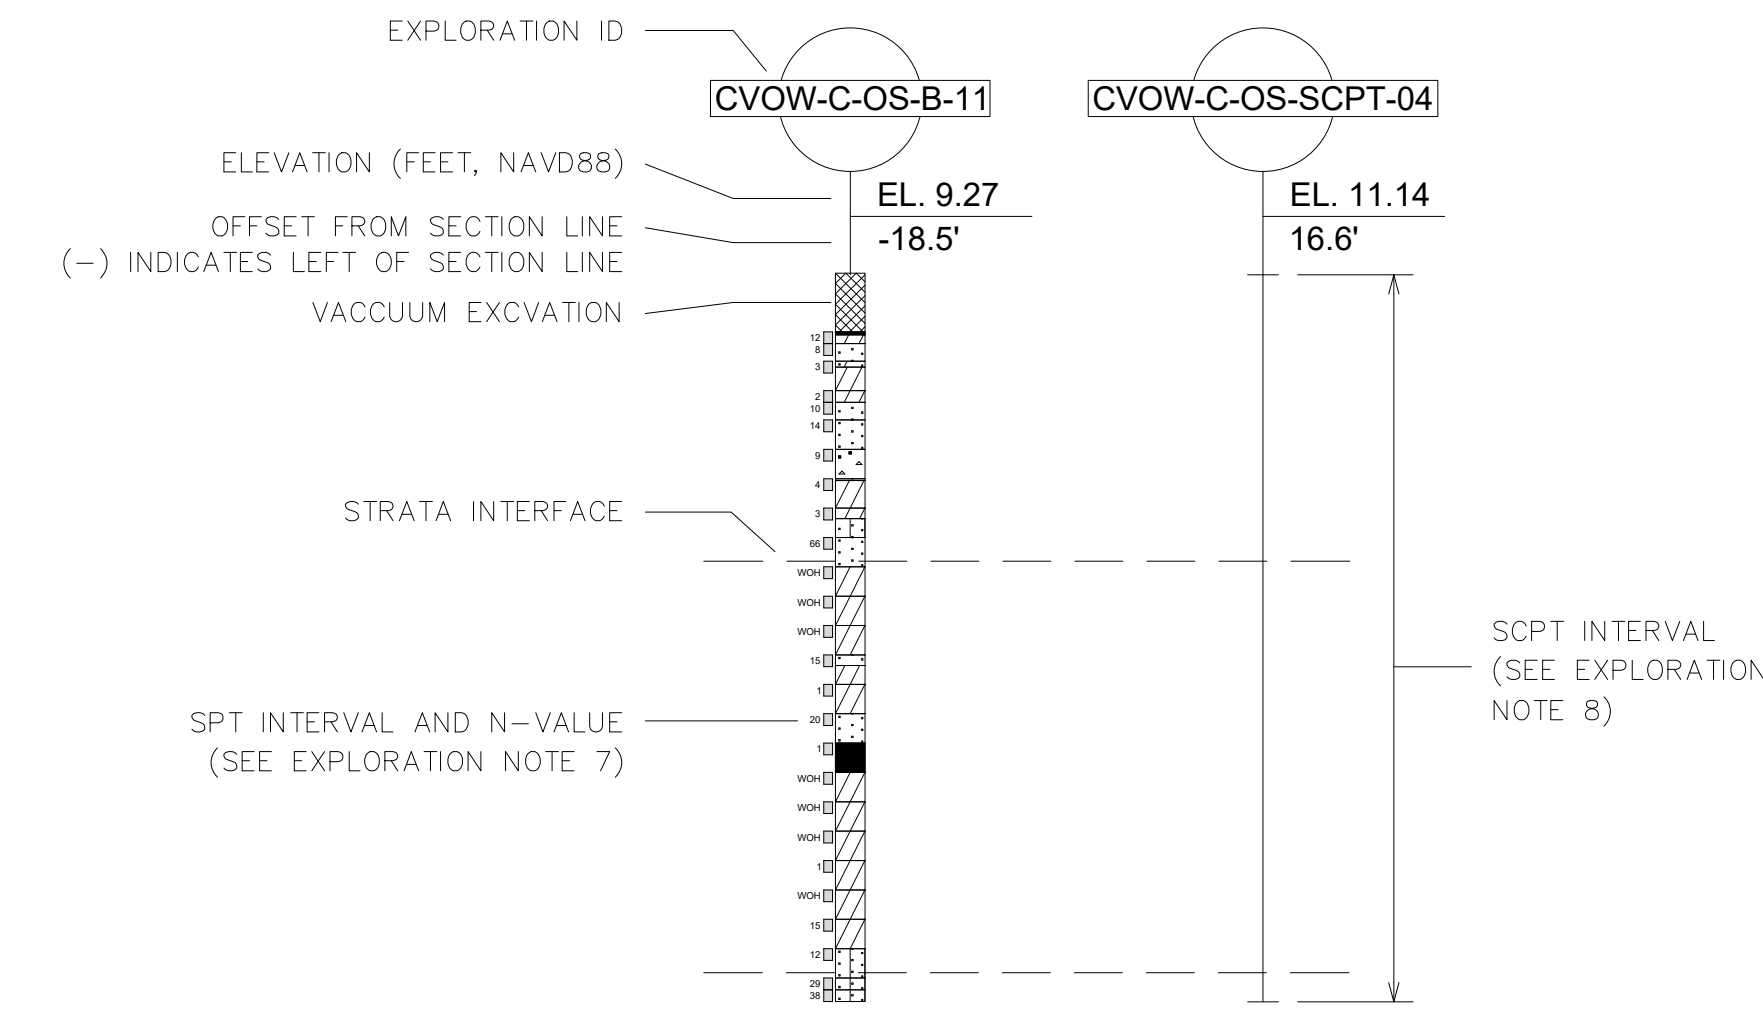 EXPLORATION ID
CVOW-C-OS-B-11
CVOW-C-OS-SCPT-04
ELEVATION (FEET, NAVD88)
EL. 9.27
EL. 11.14
OFFSET FROM SECTION LINE
(-) INDICATES LEFT OF SECTION LINE
-18.5'
16.6'
VACCUUM EXCVATION
12
8
3
2
10
14
9
4
3
STRATA INTERFACE
66
WOH
WOH
WOH
15
1
20
1
WOH
WOH
WOH
1
WOH
15
12
29
38
SPT INTERVAL AND N-VALUE
(SEE EXPLORATION NOTE 7)
SCPT INTERVAL
(SEE EXPLORATION
NOTE 8)